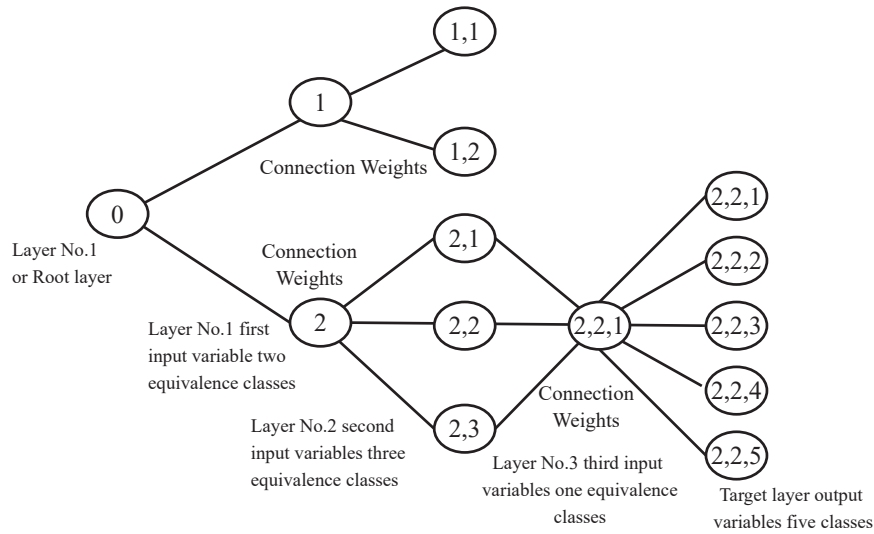 1,1
1
1,2
Connection Weights
0
Layer No.1
or Root layer
Connection
Weights
2,1
2
2,2
2,3
Layer No.1 first
input variable two
equivalence classes
Layer No.2 second
input variables three
equivalence classes
2,2,1
Connection
Weights
Layer No.3 third input
variables one equivalence
classes
2,2,1
2,2,2
2,2,3
2,2,4
2,2,5
Target layer output
variables five classes